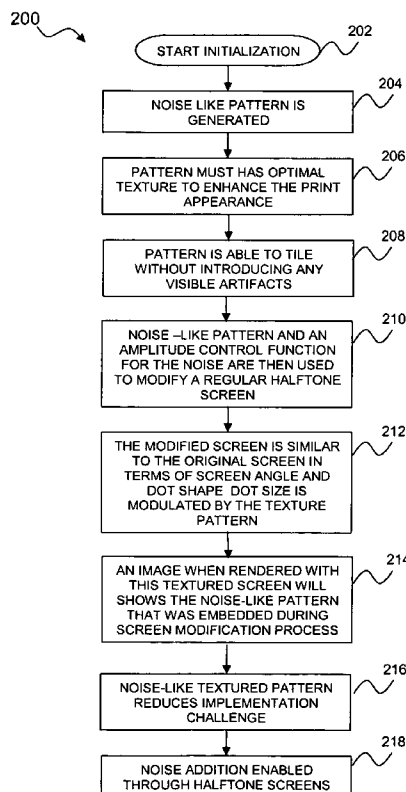 200
START INITIALIZATION
202
NOISE LIKE PATTERN IS
GENERATED
204
PATTERN MUST HAS OPTIMAL
TEXTURE TO ENHANCE THE PRINT
APPEARANCE
206
PATTERN IS ABLE TO TILE
WITHOUT INTRODUCING ANY
VISIBLE ARTIFACTS
208
NOISE –LIKE PATTERN AND AN
AMPLITUDE CONTROL FUNCTION
FOR THE NOISE ARE THEN USED
TO MODIFY A REGULAR HALFTONE
SCREEN
210
THE MODIFIED SCREEN IS SIMILAR
TO THE ORIGINAL SCREEN IN
TERMS OF SCREEN ANGLE AND
DOT SHAPE DOT SIZE IS
MODULATED BY THE TEXTURE
PATTERN
212
AN IMAGE WHEN RENDERED WITH
THIS TEXTURED SCREEN WILL
SHOWS THE NOISE-LIKE PATTERN
THAT WAS EMBEDDED DURING
SCREEN MODIFICATION PROCESS
214
NOISE-LIKE TEXTURED PATTERN
REDUCES IMPLEMENTATION
CHALLENGE
216
NOISE ADDITION ENABLED
THROUGH HALFTONE SCREENS
218